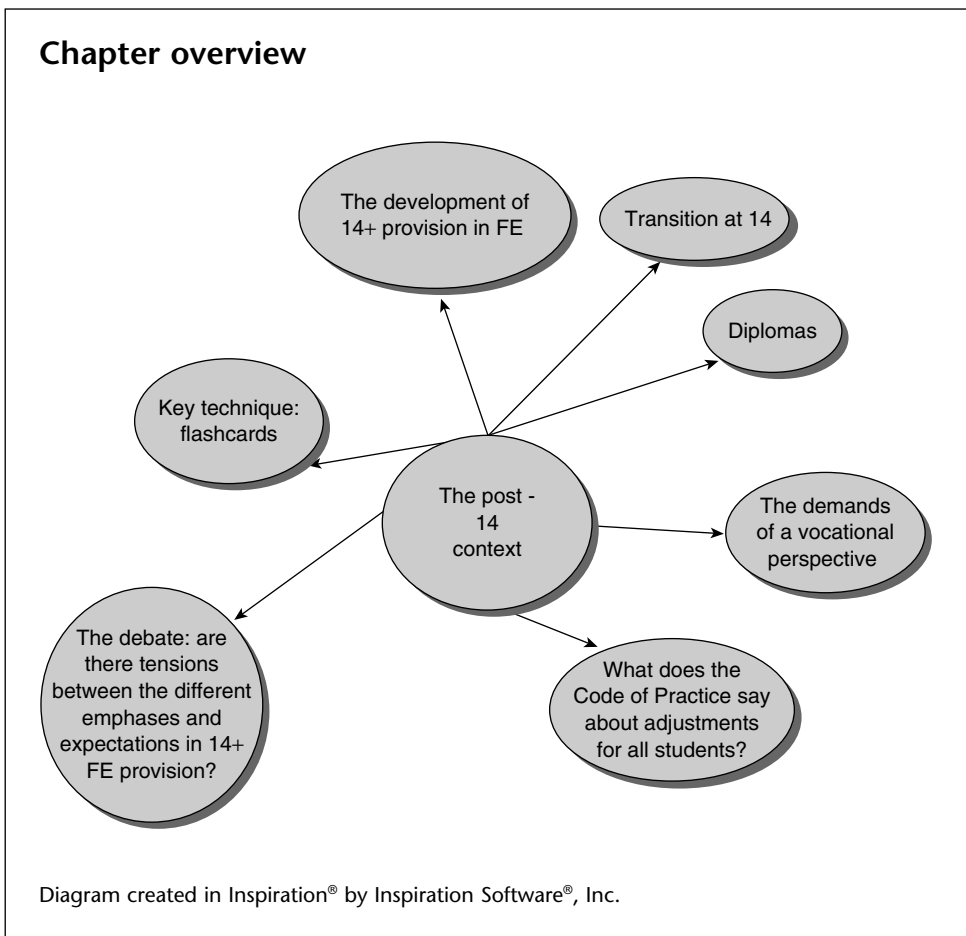 Chapter overview
The development of
14+ provision in FE
Transition at 14
Diplomas
Key technique:
flashcards
The post -
14
context
The demands
of a vocational
perspective
The debate: are
there tensions
between the different
emphases and
expectations in 14+
FE provision?
What does the
Code of Practice say
about adjustments
for all students?
Diagram created in Inspiration® by Inspiration Software®, Inc.